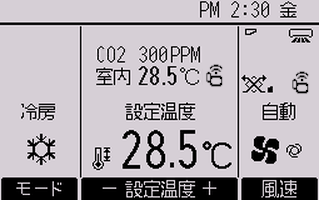 PM 2:30 金
CO2 300PPM
室内 28.5℃
冷房
設定温度
自動
28.5℃
モード
− 設定温度 +
風速